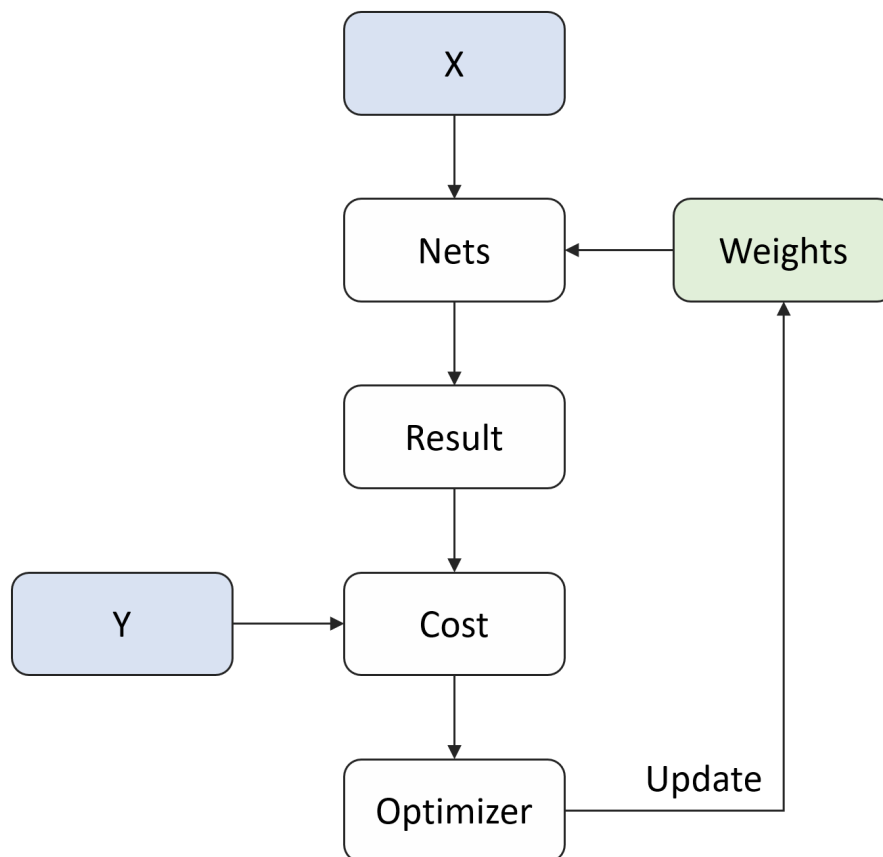 X
Nets
Weights
Result
Y
Cost
Update
Optimizer